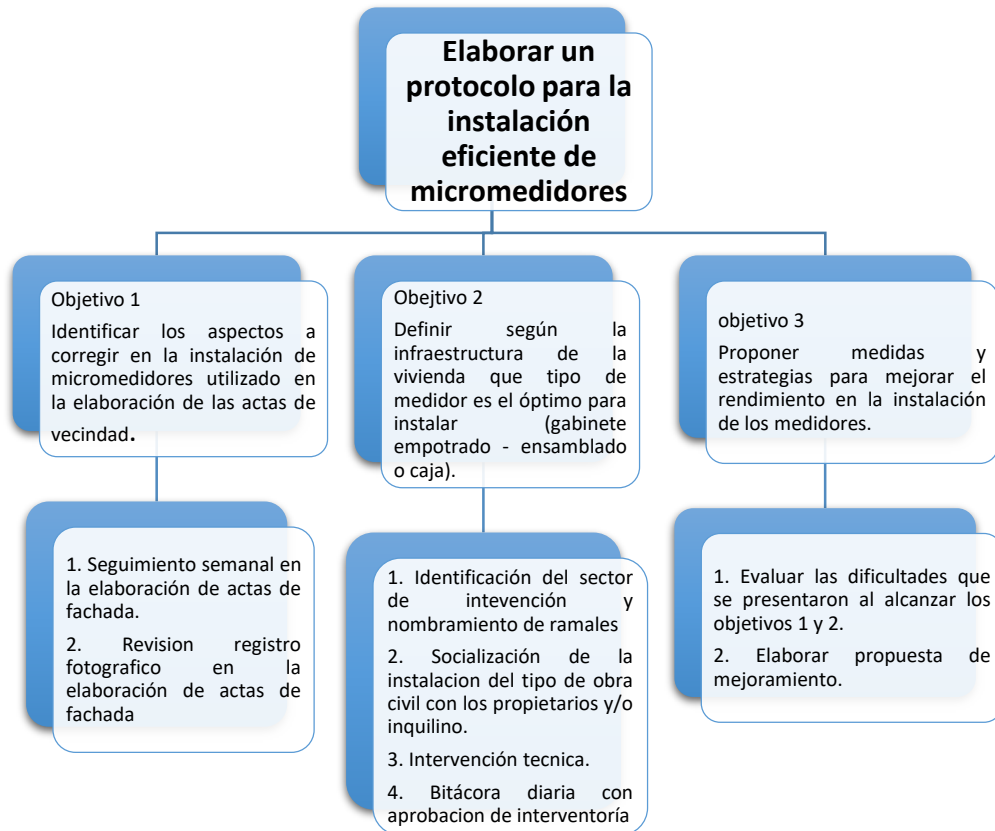 Elaborar un
protocolo para la
instalación
eficiente de
micromedidores
Objetivo 1
Identificar los aspectos a
corregir en la instalación de
micromedidores utilizado en
la elaboración de las actas de
vecindad.
Obejtivo 2
Definir según la
infraestructura de la
vivienda que tipo de
medidor es el óptimo para
instalar (gabinete
empotrado - ensamblado
o caja).
objetivo 3
Proponer medidas y
estrategias para mejorar el
rendimiento en la instalación
de los medidores.
1. Seguimiento semanal en
la elaboración de actas de
fachada.
2. Revision registro
fotografico en la
elaboración de actas de
fachada
1. Identificación del sector
de intevención y
nombramiento de ramales
2. Socialización de la
instalacion del tipo de obra
civil con los propietarios y/o
inquilino.
3. Intervención tecnica.
4. Bitácora diaria con
aprobacion de interventoría
1. Evaluar las dificultades que
se presentaron al alcanzar los
objetivos 1 y 2.
2. Elaborar propuesta de
mejoramiento.